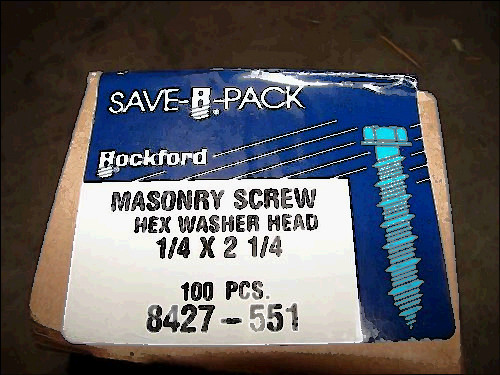 SAVE-R-PACK
Rockford
MASONRY SCREW
HEX WASHER HEAD
1/4 X 2 1/4
100 PCS.
8427-551